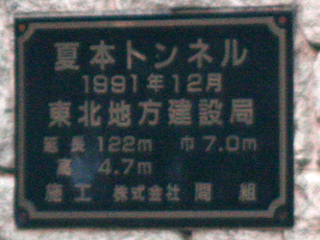 夏本トンネル
1991年12月
東北地方建設局
延長 122m 巾 7.0m
高 4.7m
施工 株式会社 間組